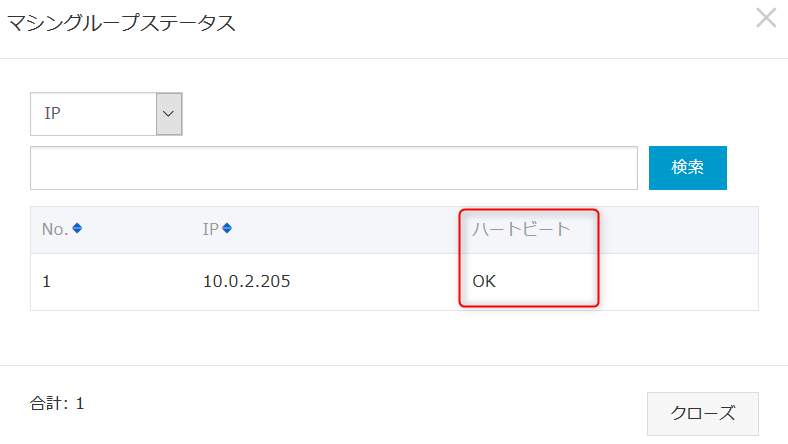 マシングループステータス
IP
検索
No. IP ハートビート
1 10.0.2.205 OK
合計: 1
クローズ